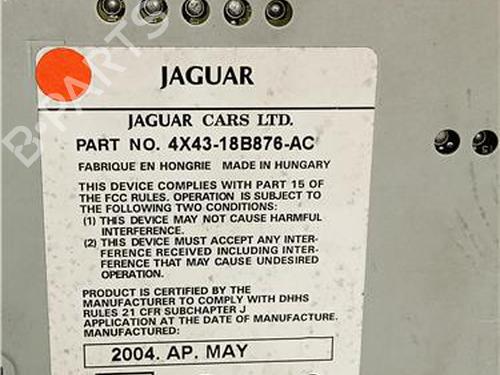 JAGUAR
JAGUAR CARS LTD.
PART NO. 4X43-18B876-AC
FABRIQUE EN HONGRIE MADE IN HUNGARY
THIS DEVICE COMPLIES WITH PART 15 OF
THE FCC RULES. OPERATION IS SUBJECT TO
THE FOLLOWING TWO CONDITIONS:
(1) THIS DEVICE MAY NOT CAUSE HARMFUL
INTERFERENCE.
(2) THIS DEVICE MUST ACCEPT ANY INTER-
FERENCE RECEIVED INCLUDING INTER-
FERENCE THAT MAY CAUSE UNDESIRED
OPERATION.
PRODUCT IS CERTIFIED BY THE
MANUFACTURER TO COMPLY WITH DHHS
RULES 21 CFR SUBCHAPTER J
APPLICATION AT THE DATE OF MANUFACTURE.
MANUFACTURED:
2004. AP. MAY
B-PARTS